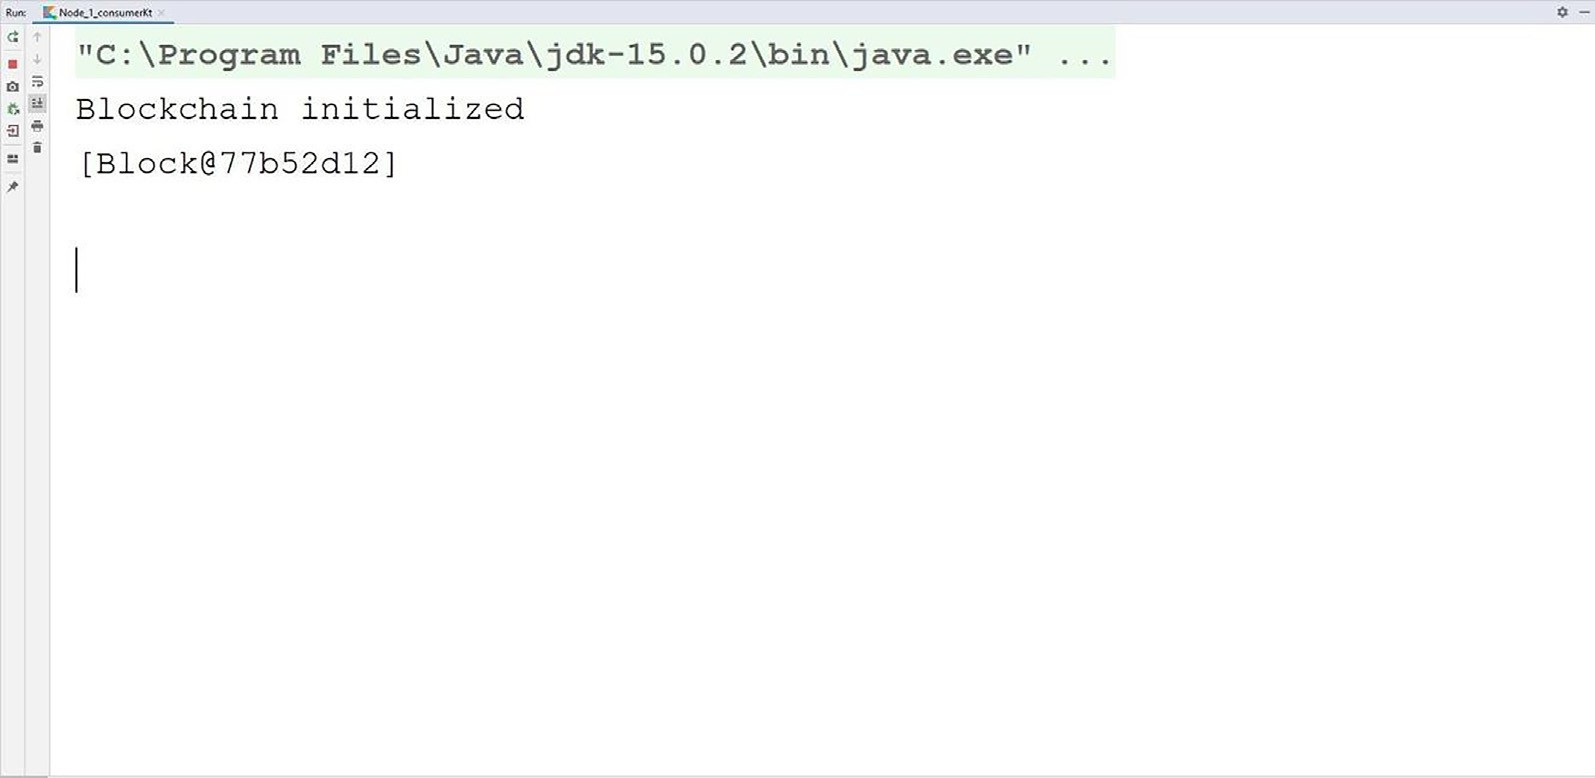 Run: Node_1_consumerKt
"C:\Program Files\Java\jdk-15.0.2\bin\java.exe" ...
Blockchain initialized
[Block@77b52d12]